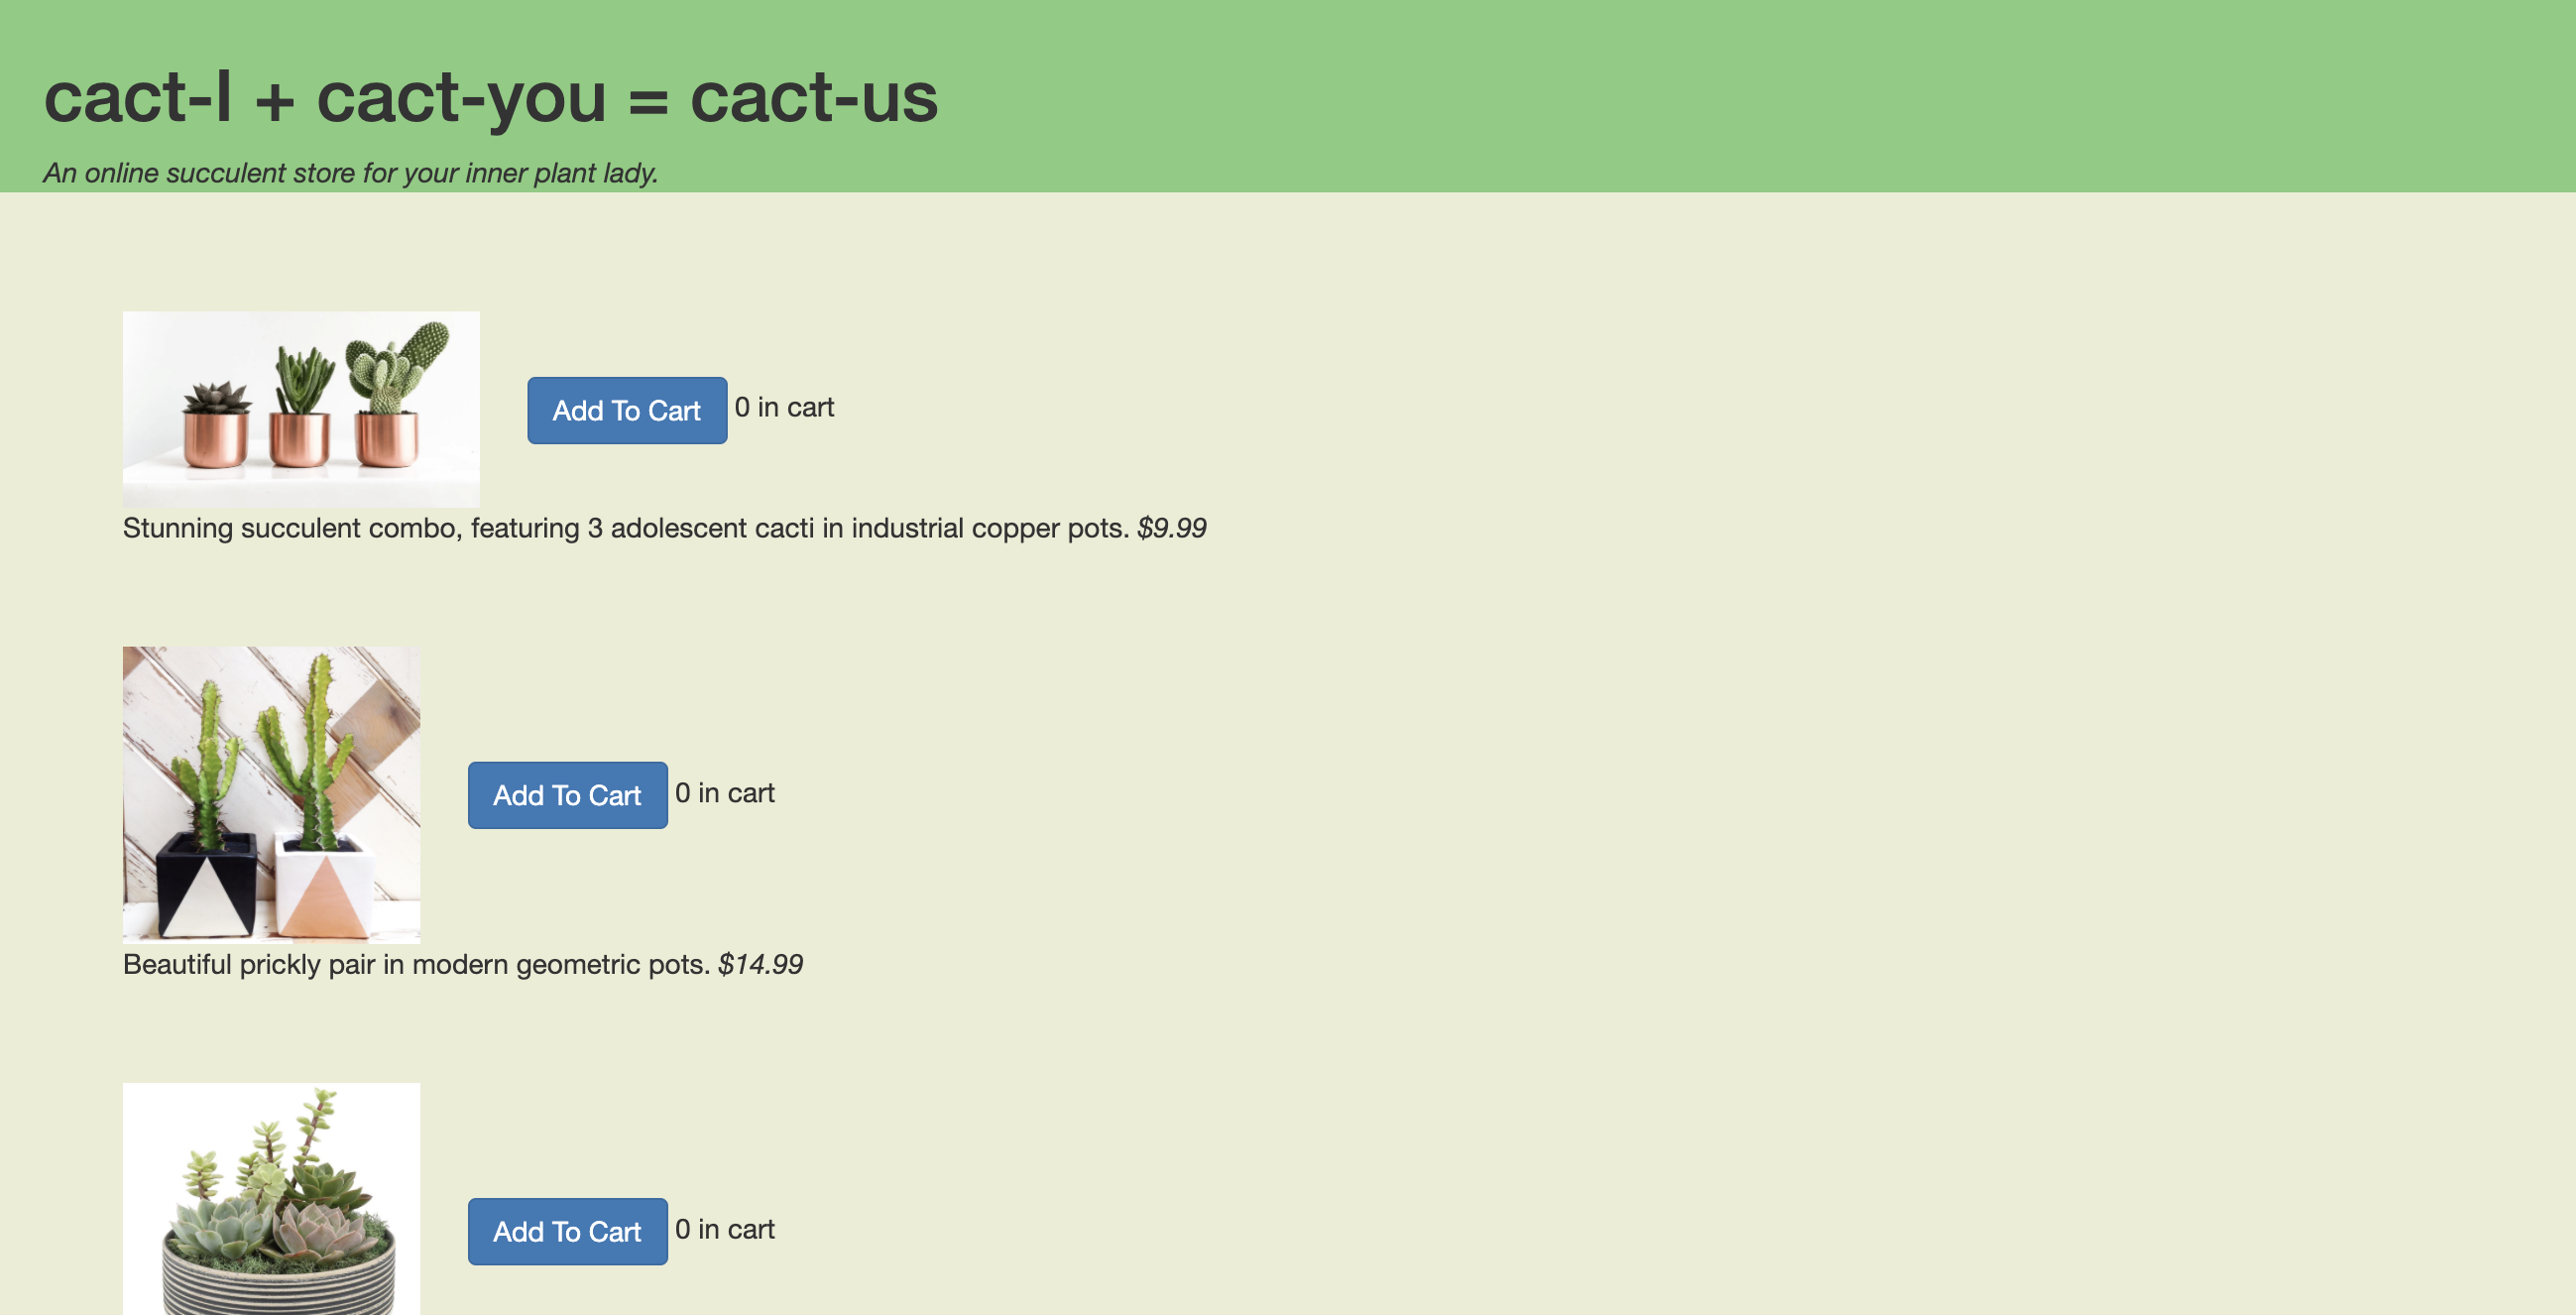 cact-I + cact-you = cact-us
An online succulent store for your inner plant lady.
Add To Cart 0 in cart
Stunning succulent combo, featuring 3 adolescent cacti in industrial copper pots. $9.99
Add To Cart 0 in cart
Beautiful prickly pair in modern geometric pots. $14.99
Add To Cart 0 in cart